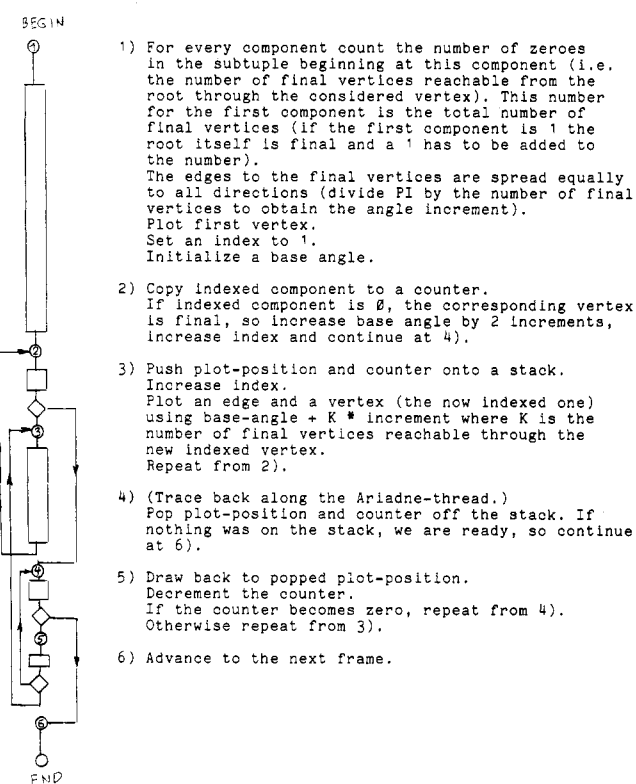 BEGIN
1) For every component count the number of zeroes
in the subtuple beginning at this component (i.e.
the number of final vertices reachable from the
root through the considered vertex). This number
for the first component is the total number of
final vertices (if the first component is 1 the
root itself is final and a 1 has to be added to
the number).
The edges to the final vertices are spread equally
to all directions (divide PI by the number of final
vertices to obtain the angle increment).
Plot first vertex.
Set an index to 1.
Initialize a base angle.
2) Copy indexed component to a counter.
If indexed component is Ø, the corresponding vertex
is final, so increase base angle by 2 increments,
increase index and continue at 4).
3) Push plot-position and counter onto a stack.
Increase index.
Plot an edge and a vertex (the now indexed one)
using base-angle + K * increment where K is the
number of final vertices reachable through the
new indexed vertex.
Repeat from 2).
4) (Trace back along the Ariadne-thread.)
Pop plot-position and counter off the stack. If
nothing was on the stack, we are ready, so continue
at 6).
5) Draw back to popped plot-position.
Decrement the counter.
If the counter becomes zero, repeat from 4).
Otherwise repeat from 3).
6) Advance to the next frame.
1
2
3
4
5
6
END